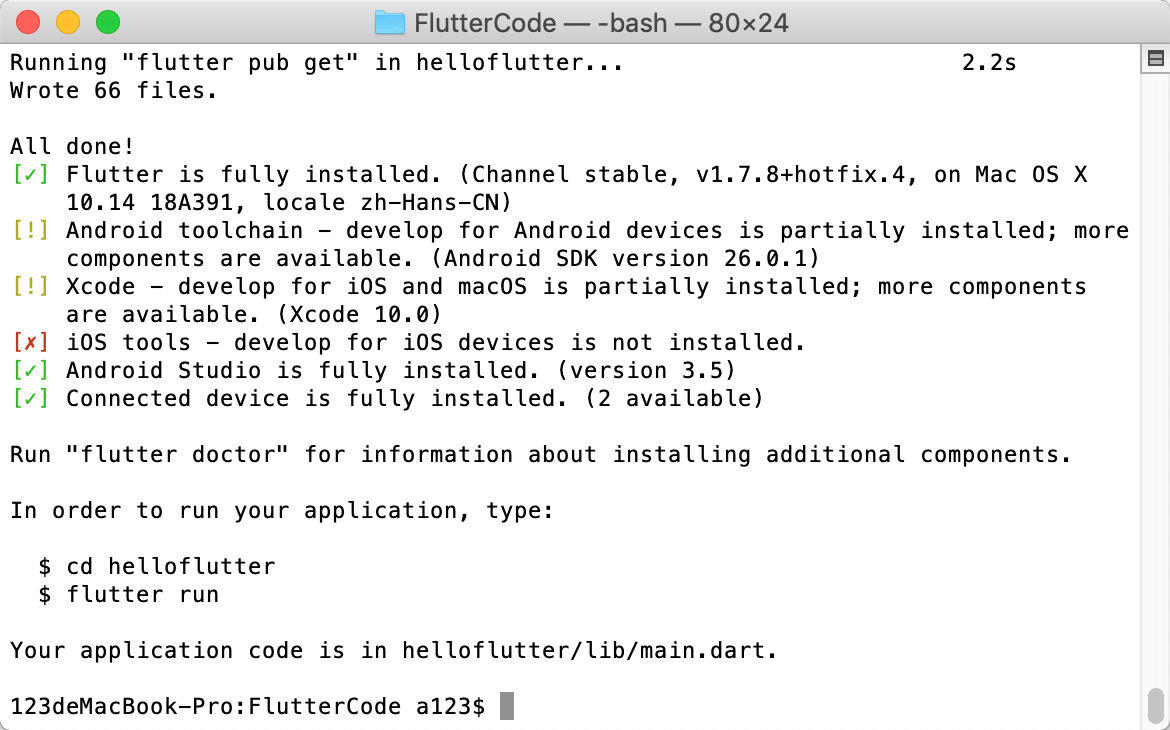 FlutterCode — -bash — 80×24
Running "flutter pub get" in helloflutter...                        2.2s
Wrote 66 files.

All done!
[✓] Flutter is fully installed. (Channel stable, v1.7.8+hotfix.4, on Mac OS X
    10.14 18A391, locale zh-Hans-CN)
[!] Android toolchain - develop for Android devices is partially installed; more
    components are available. (Android SDK version 26.0.1)
[!] Xcode - develop for iOS and macOS is partially installed; more components
    are available. (Xcode 10.0)
[✗] iOS tools - develop for iOS devices is not installed.
[✓] Android Studio is fully installed. (version 3.5)
[✓] Connected device is fully installed. (2 available)

Run "flutter doctor" for information about installing additional components.

In order to run your application, type:

  $ cd helloflutter
  $ flutter run

Your application code is in helloflutter/lib/main.dart.

123deMacBook-Pro:FlutterCode a123$